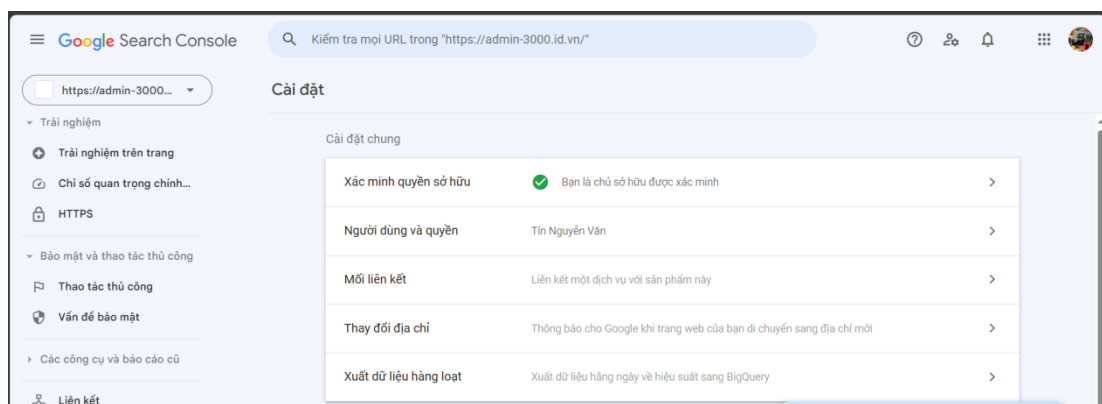 Google Search Console
Kiểm tra mọi URL trong "https://admin-3000.id.vn/"
https://admin-3000...
Cài đặt
Trải nghiệm
Trải nghiệm trên trang
Chỉ số quan trọng chính...
HTTPS
Bảo mật và thao tác thủ công
Thao tác thủ công
Vấn đề bảo mật
Các công cụ và báo cáo cũ
Liên kết
Cài đặt chung
Xác minh quyền sở hữu
Bạn là chủ sở hữu được xác minh
Người dùng và quyền
Tín Nguyễn Văn
Mối liên kết
Liên kết một dịch vụ với sản phẩm này
Thay đổi địa chỉ
Thông báo cho Google khi trang web của bạn di chuyển sang địa chỉ mới
Xuất dữ liệu hàng loạt
Xuất dữ liệu hằng ngày về hiệu suất sang BigQuery